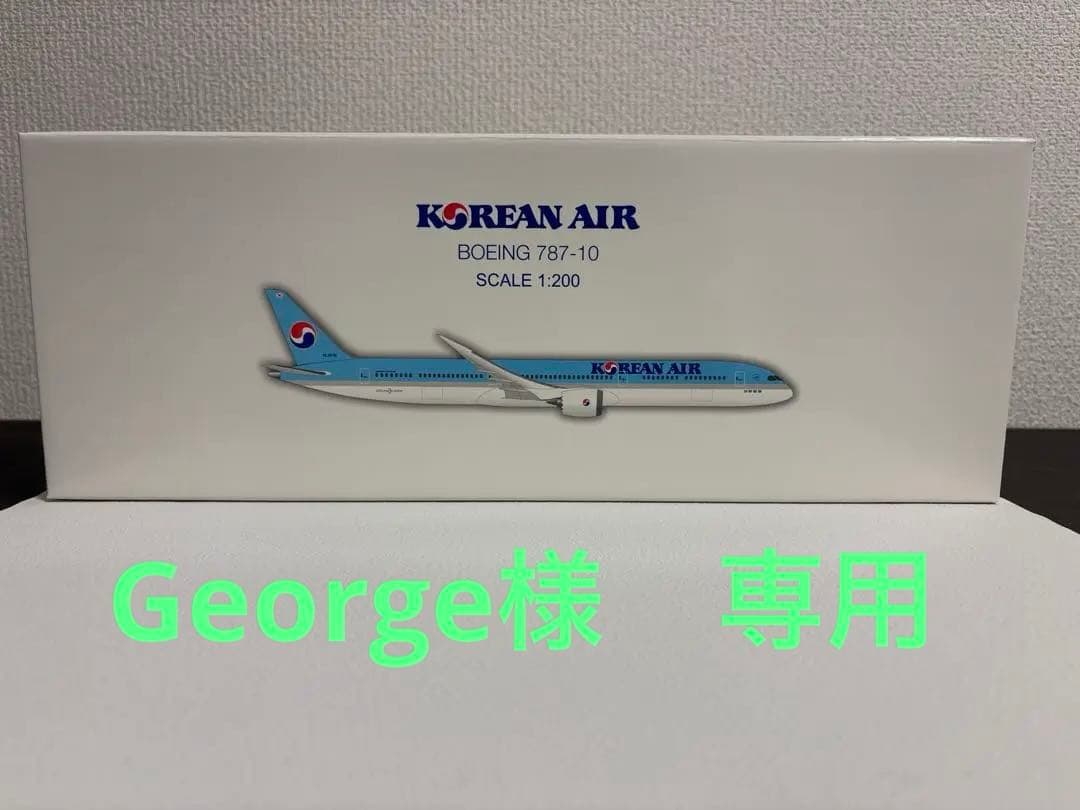 KOREAN AIR
BOEING 787-10
SCALE 1:200
KOREAN AIR
George様　専用